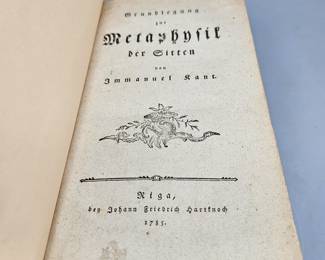 Grundlegung
zur
Metaphysik
der Sitten
von
Immanuel Kant.
Riga,
bey Johann Friedrich Hartknoch
1785.